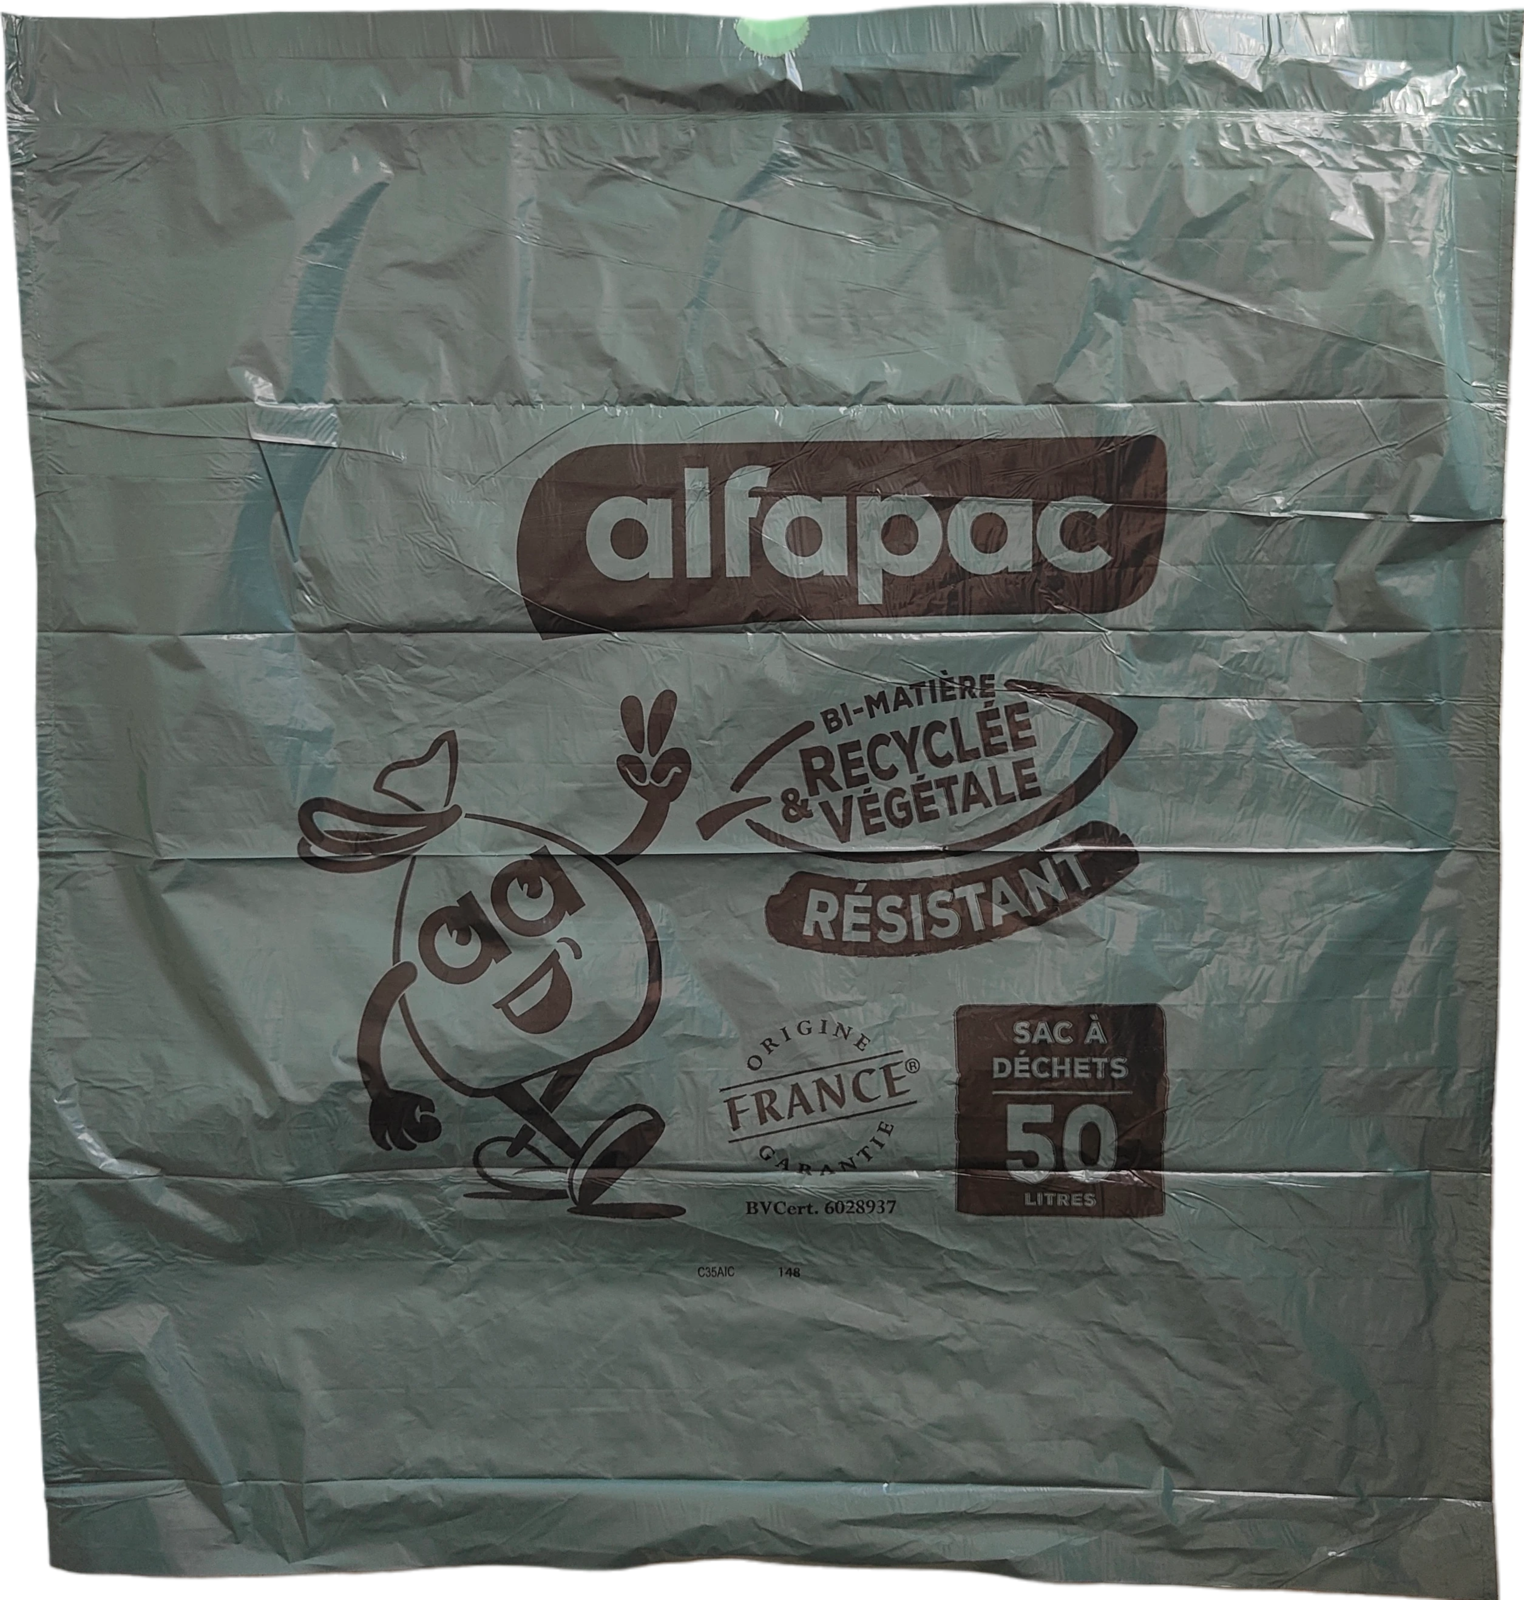 alfapac
BI-MATIÈRE
RECYCLÉE
& VÉGÉTALE
RÉSISTANT
ORIGINE
FRANCE®
GARANTIE
BVCert. 6028937
SAC À
DÉCHETS
50
LITRES
C35AIC 148